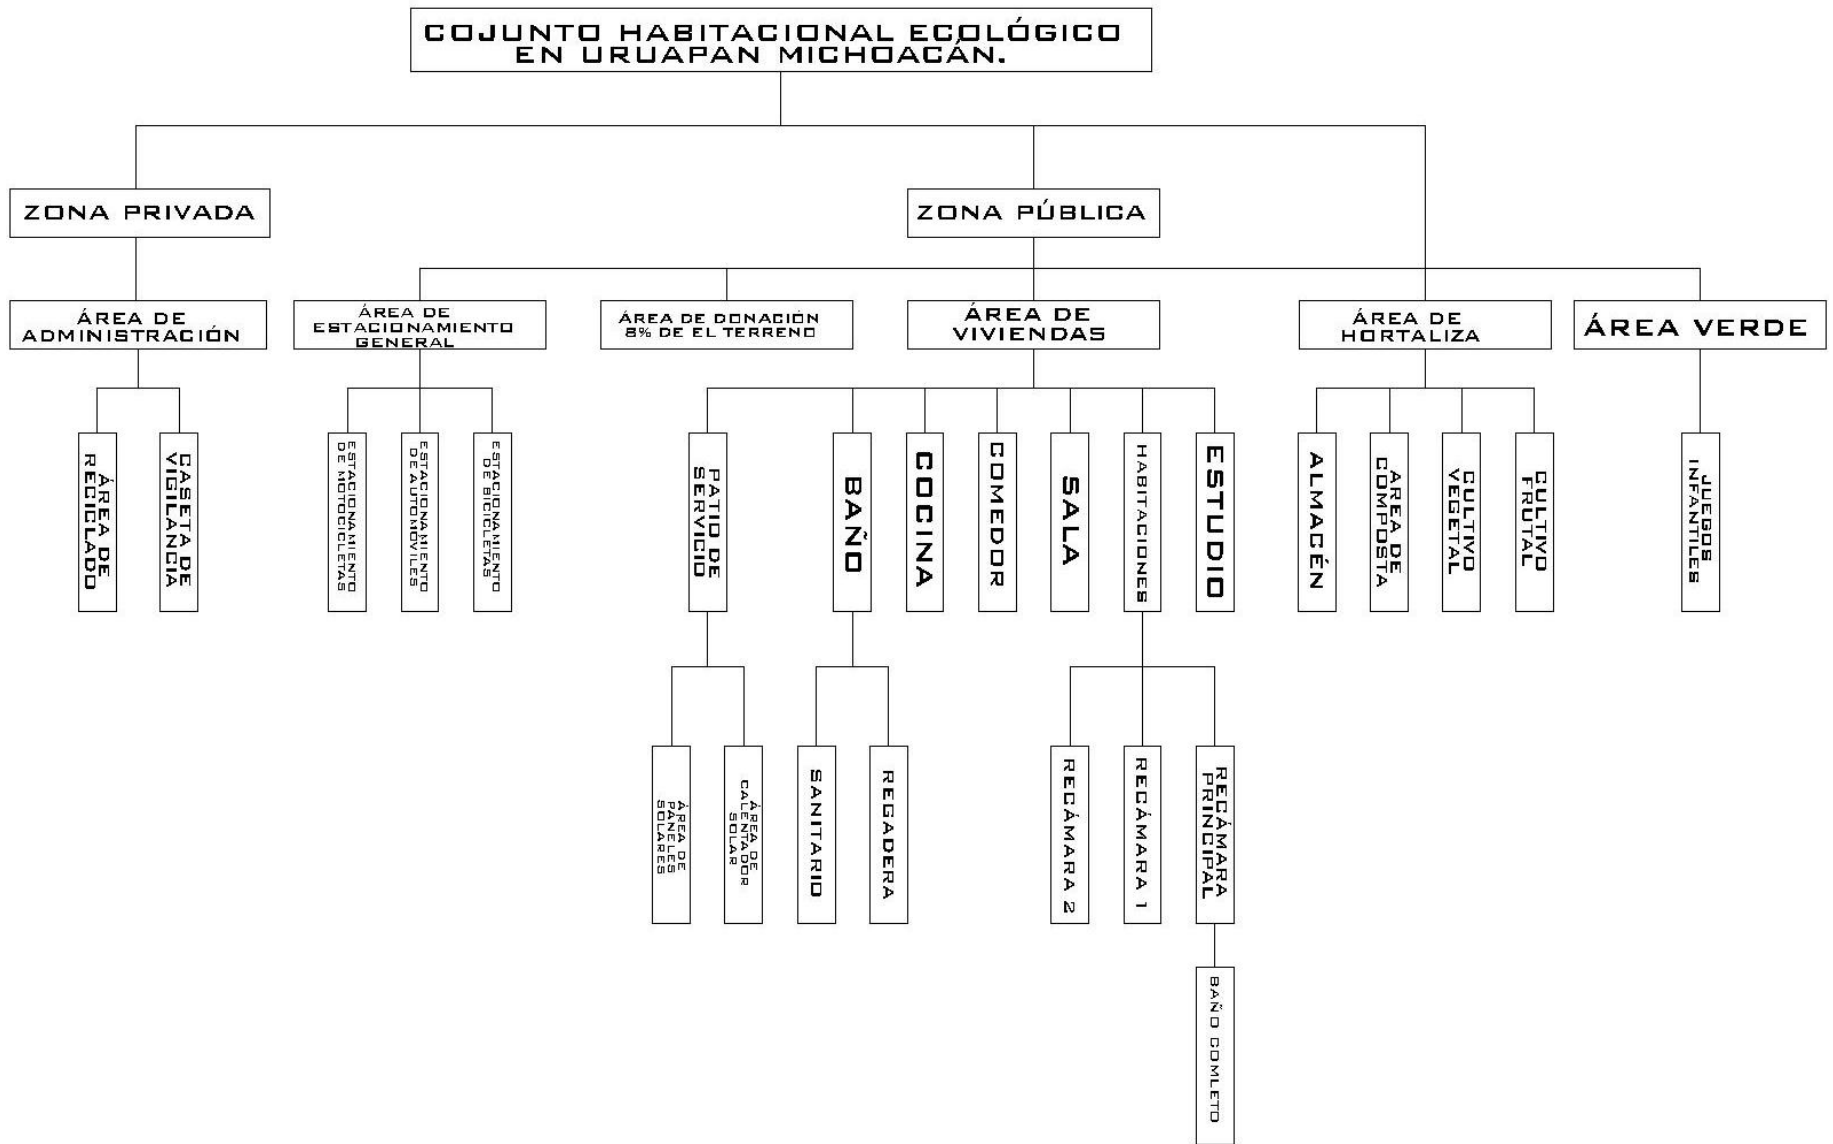 COJUNTO HABITACIONAL ECOLÓGICO
EN URUAPAN MICHOACÁN.
ZONA PRIVADA
ZONA PÚBLICA
ÁREA DE
ADMINISTRACIÓN
ÁREA DE
ESTACIONAMIENTO
GENERAL
ÁREA DE DONACIÓN
8% DE EL TERRENO
ÁREA DE
VIVIENDAS
ÁREA DE
HORTALIZA
ÁREA VERDE
ÁREA DE
RECICLADO
CASETA DE
VIGILANCIA
ESTACIONAMIENTO
DE MOTOCICLETAS
ESTACIONAMIENTO
DE AUTOMÓVILES
ESTACIONAMIENTO
DE BICICLETAS
PATIO DE
SERVICIO
BAÑO
COCINA
COMEDOR
SALA
HABITACIONES
ESTUDIO
ALMACÉN
AREA DE
COMPOSTA
CULTIVO
VEGETAL
CULTIVO
FRUTAL
JUEGOS
INFANTILES
ÁREA DE
PANELES
SOLARES
ÁREA DE
CALENTADOR
SOLAR
SANITARIO
REGADERA
RECÁMARA 2
RECÁMARA 1
RECÁMARA
PRINCIPAL
BAÑO COMLETO